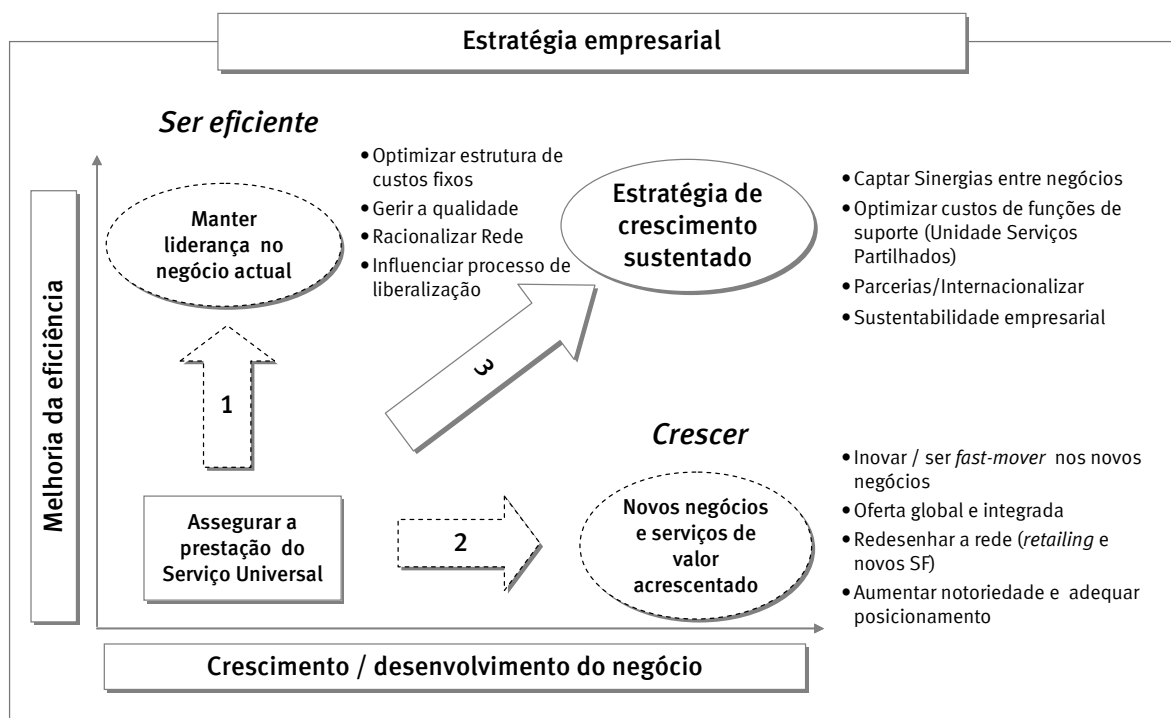 Estratégia empresarial
Ser eficiente
Melhoria da eficiência
Manter
liderança no
negócio actual
• Optimizar estrutura de
custos fixos
• Gerir a qualidade
• Racionalizar Rede
• Influenciar processo de
liberalização
Estratégia de
crescimento
sustentado
• Captar Sinergias entre negócios
• Optimizar custos de funções de
suporte (Unidade Serviços
Partilhados)
• Parcerias/Internacionalizar
• Sustentabilidade empresarial
1
3
Assegurar a
prestação do
Serviço Universal
2
Crescer
Novos negócios
e serviços de
valor
acrescentado
• Inovar / ser fast-mover nos novos
negócios
• Oferta global e integrada
• Redesenhar a rede (retailing e
novos SF)
• Aumentar notoriedade e adequar
posicionamento
Crescimento / desenvolvimento do negócio